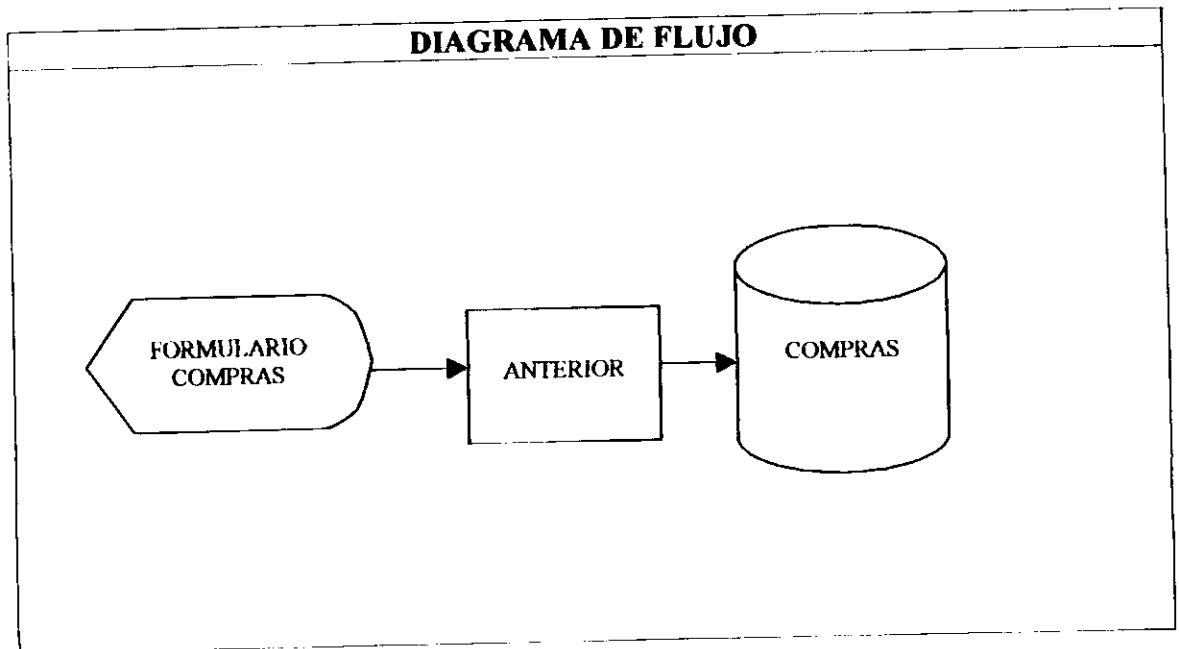 DIAGRAMA DE FLUJO
FORMULARIO
COMPRAS
ANTERIOR
COMPRAS